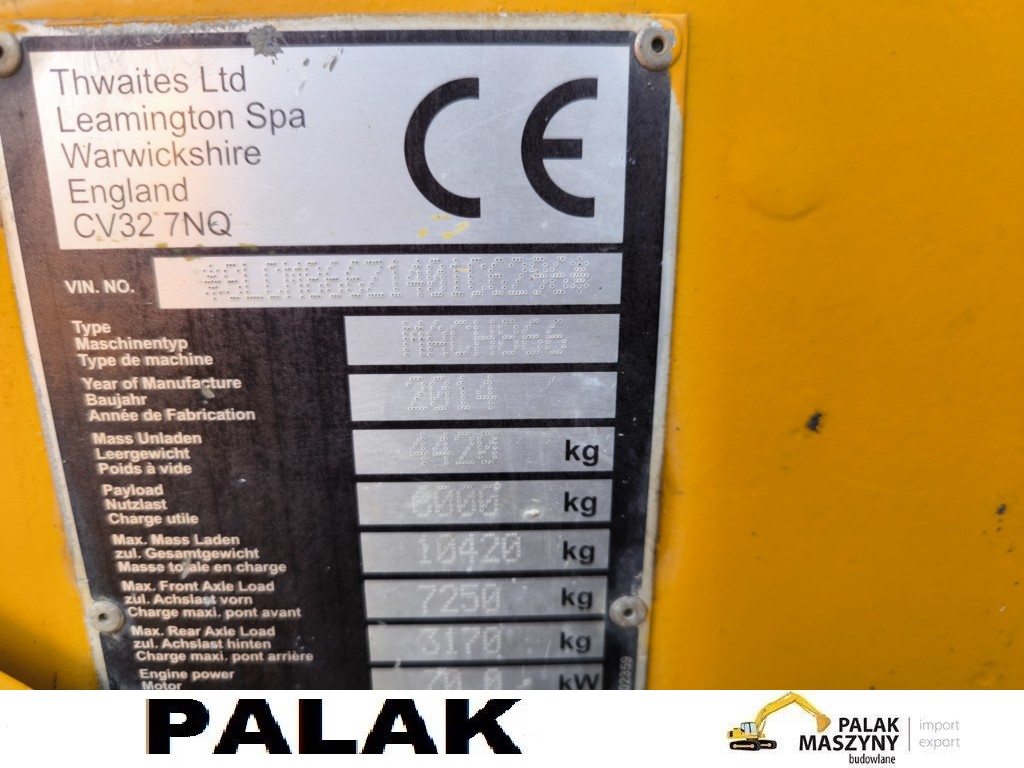 Thwaites Ltd
Leamington Spa
Warwickshire
England
CV32 7NQ
CE
VIN. NO.
Type
Maschinentyp
Type de machine
MACH866
Year of Manufacture
Baujahr
Année de Fabrication
2014
Mass Unladen
Leergewicht
Poids à vide
4420 kg
Payload
Nutzlast
Charge utile
6000 kg
Max. Mass Laden
zul. Gesamtgewicht
Masse totale en charge
10420 kg
Max. Front Axle Load
zul. Achslast vorn
Charge maxi. pont avant
7250 kg
Max. Rear Axle Load
zul. Achslast hinten
Charge maxi. pont arrière
3170 kg
Engine power
Motor
kW
PALAK
PALAK
MASZYNY
budowlane
import
export